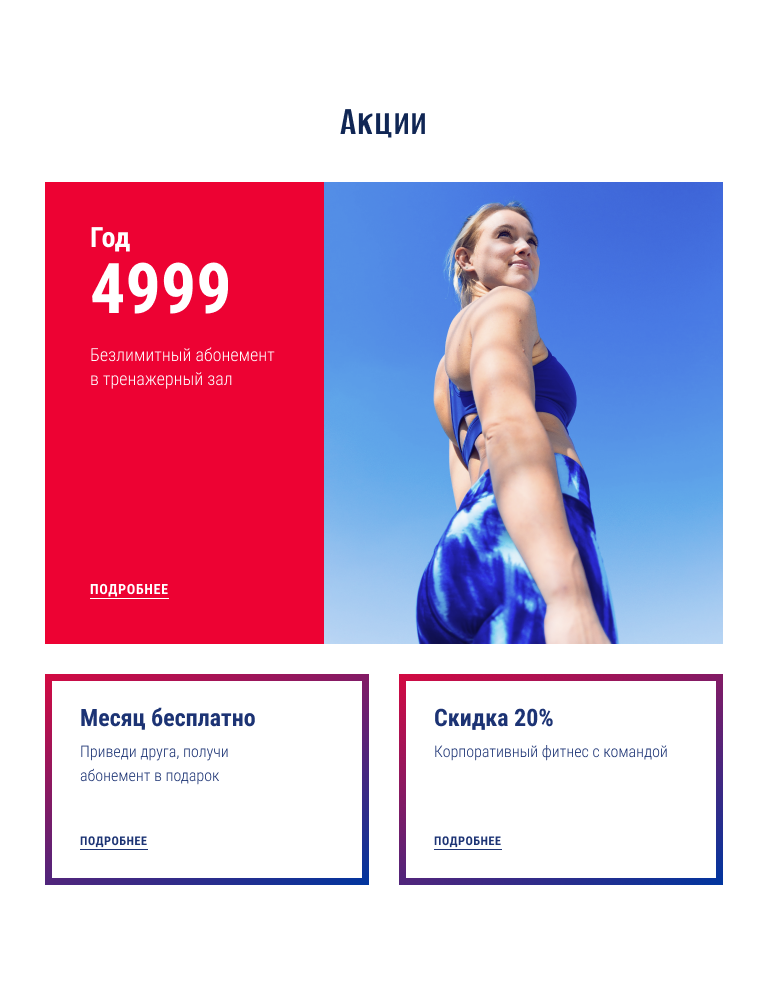 Акции
Год
4999
Безлимитный абонемент
в тренажерный зал
ПОДРОБНЕЕ
Месяц бесплатно
Приведи друга, получи
абонемент в подарок
ПОДРОБНЕЕ
Скидка 20%
Корпоративный фитнес с командой
ПОДРОБНЕЕ